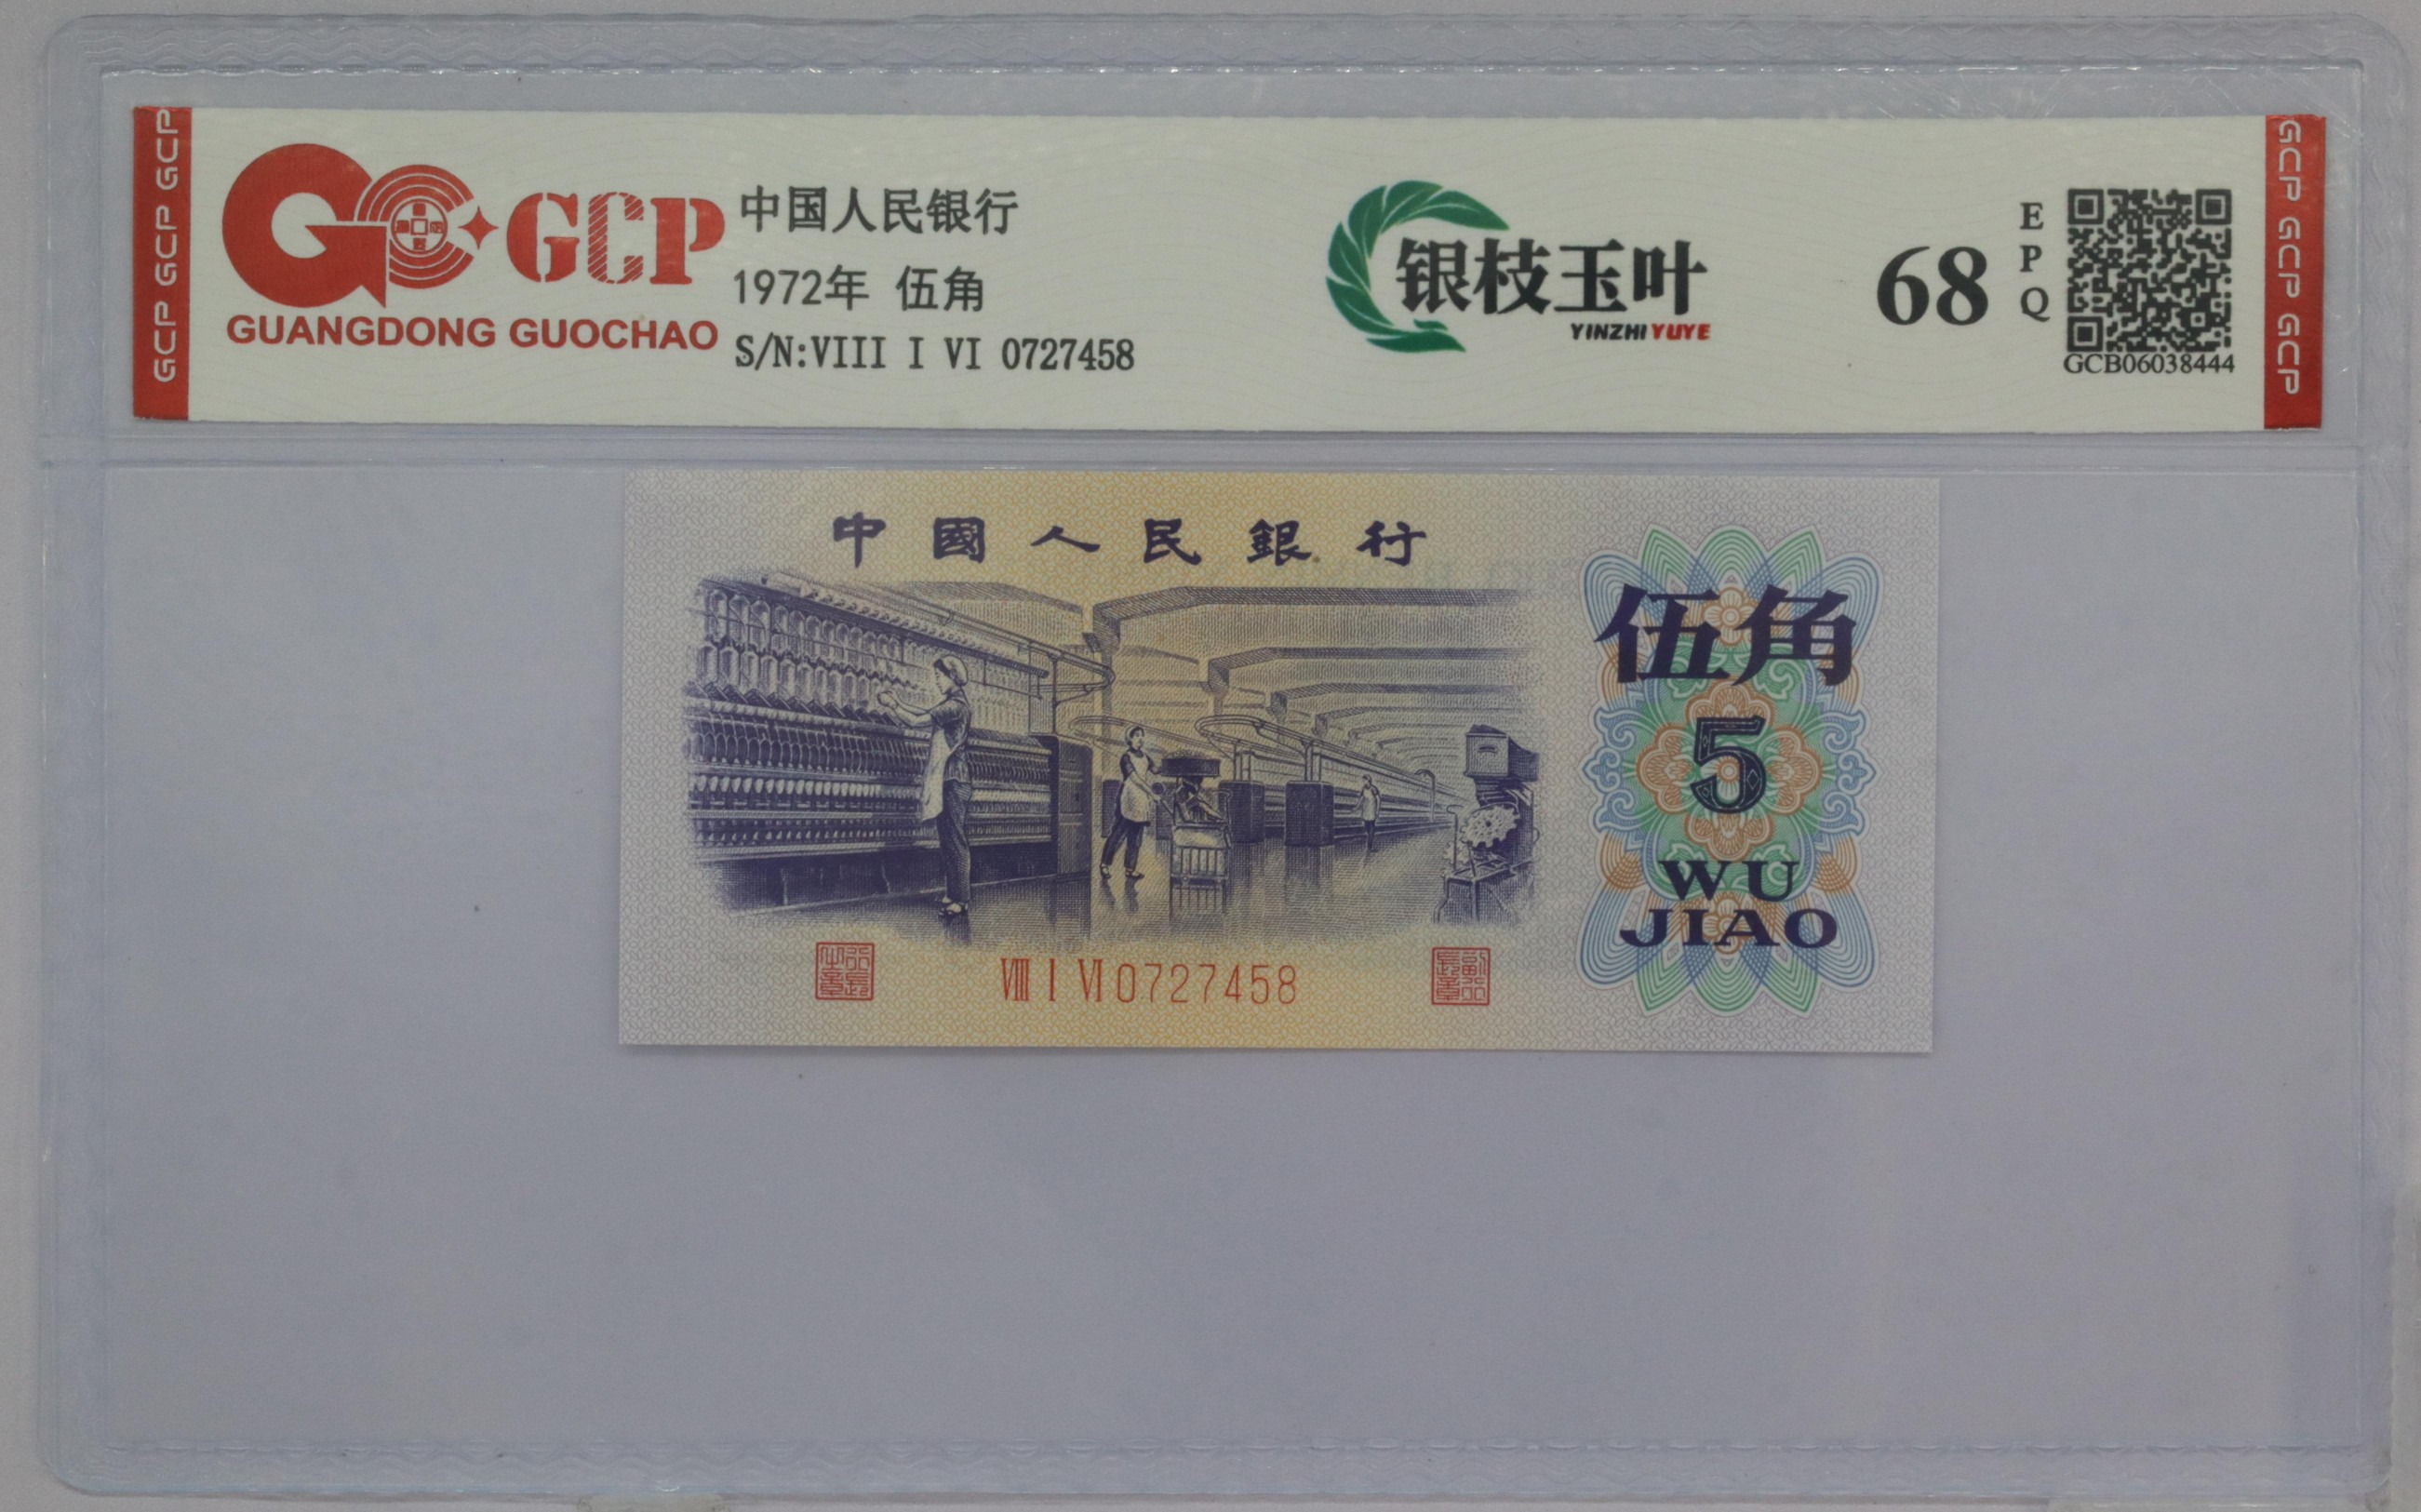 GCP GCP GCP
GCP
GUANGDONG GUOCHAO
中国人民银行
1972年 伍角
S/N:VIII I VI 0727458
银枝玉叶
YINZHI YUYE
68
EPQ
GCB06038444
GCP GCP GCP
中國人民銀行
伍角
5
WU
JIAO
VIII I VI 0727458